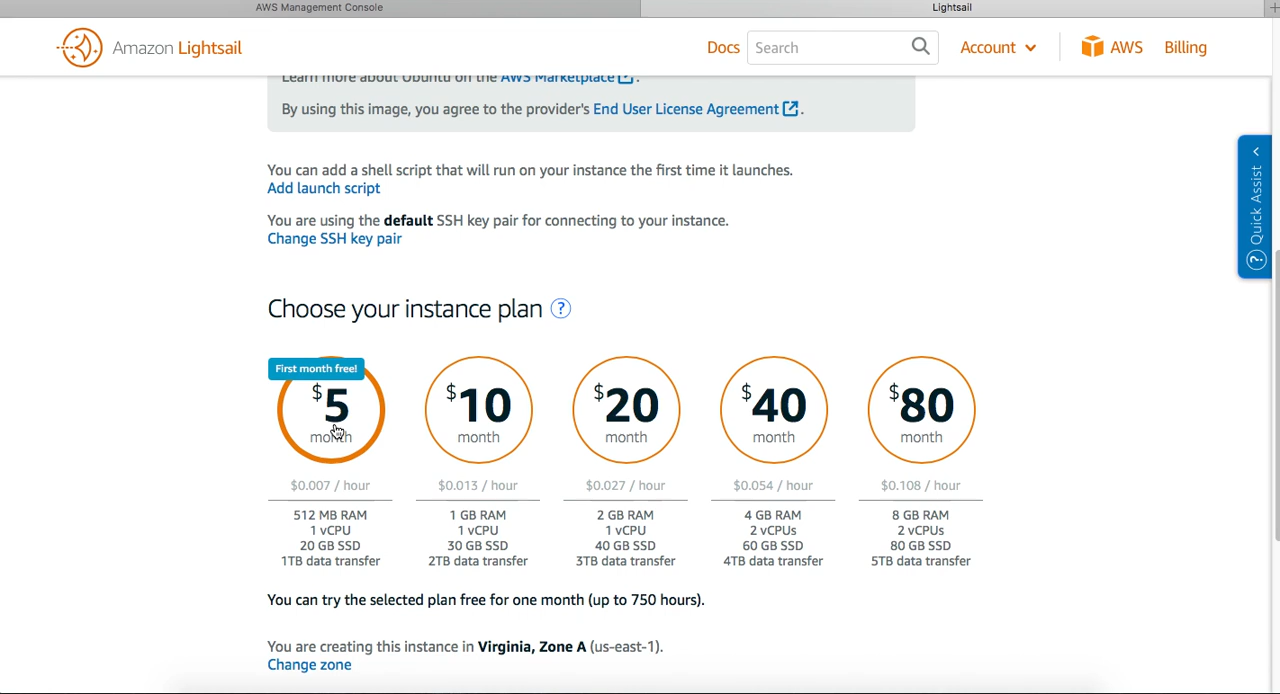 AWS Management Console
Lightsail
Amazon Lightsail
Docs
Search
Account
AWS
Billing
Learn more about Ubuntu on the AWS Marketplace.
By using this image, you agree to the provider's End User License Agreement.
You can add a shell script that will run on your instance the first time it launches.
Add launch script
You are using the default SSH key pair for connecting to your instance.
Change SSH key pair
Quick Assist
?
Choose your instance plan ?
First month free!
$5
month
$0.007 / hour
512 MB RAM
1 vCPU
20 GB SSD
1TB data transfer
$10
month
$0.013 / hour
1 GB RAM
1 vCPU
30 GB SSD
2TB data transfer
$20
month
$0.027 / hour
2 GB RAM
1 vCPU
40 GB SSD
3TB data transfer
$40
month
$0.054 / hour
4 GB RAM
2 vCPUs
60 GB SSD
4TB data transfer
$80
month
$0.108 / hour
8 GB RAM
2 vCPUs
80 GB SSD
5TB data transfer
You can try the selected plan free for one month (up to 750 hours).
You are creating this instance in Virginia, Zone A (us-east-1).
Change zone